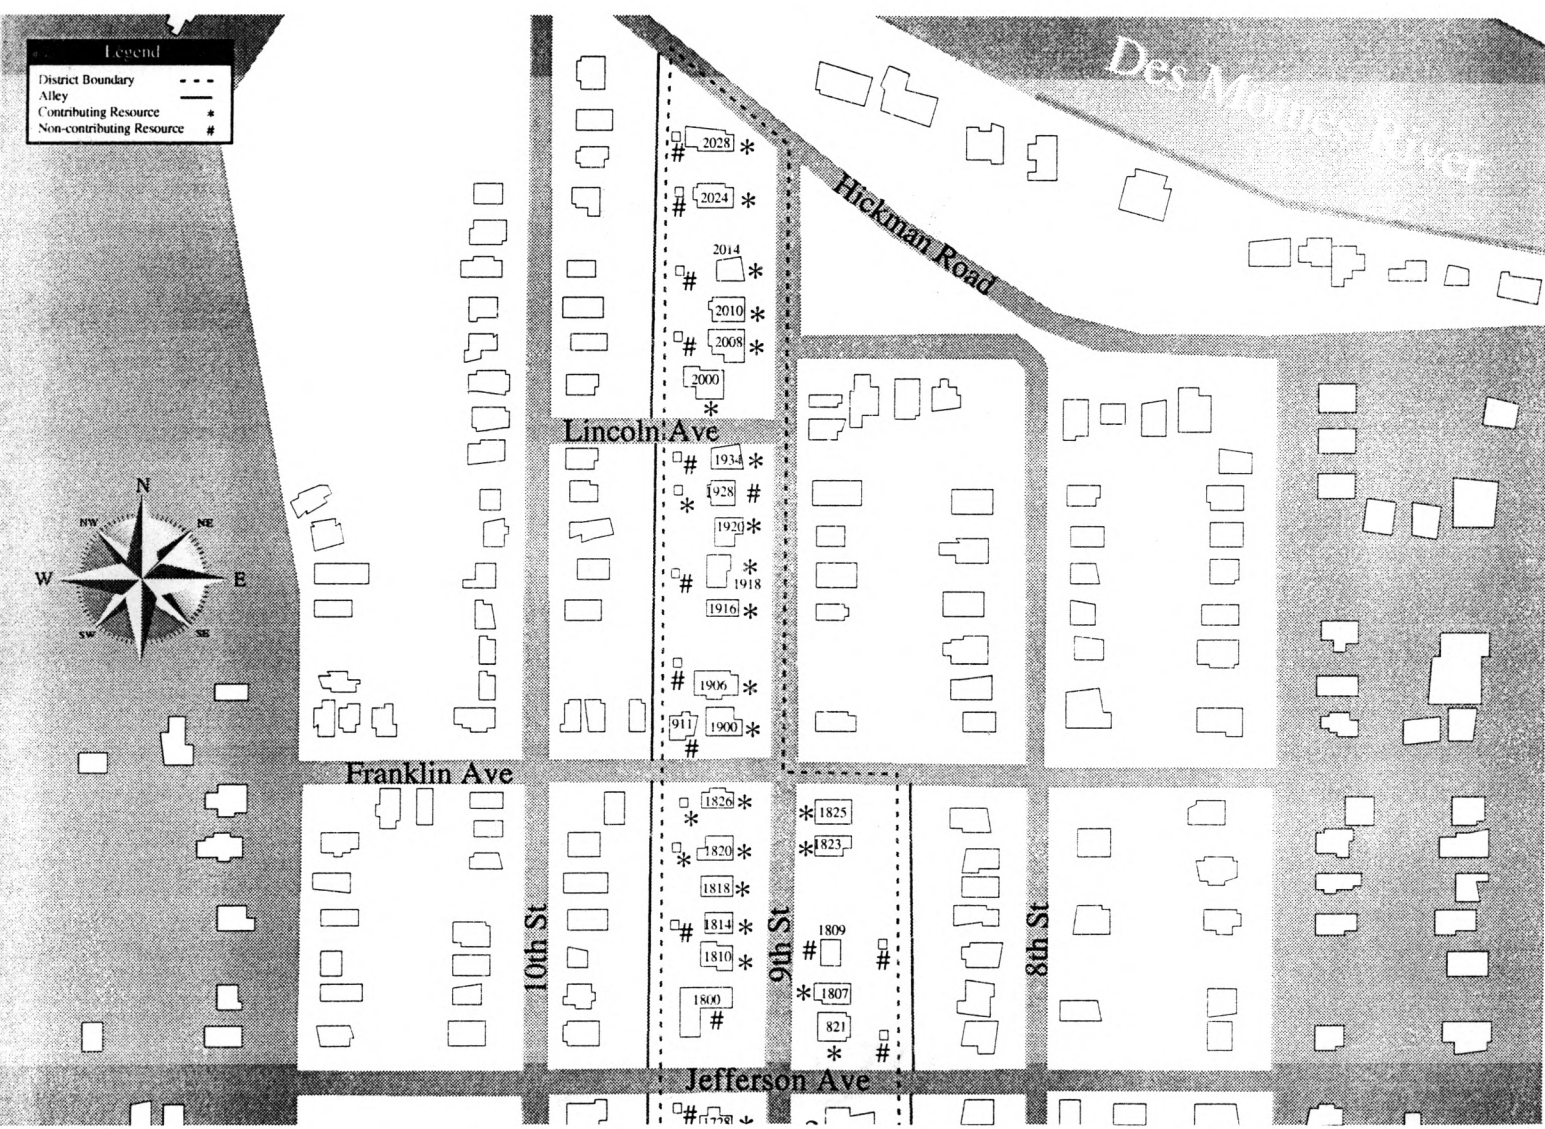 Legend
District Boundary
Alley
Contributing Resource *
Non-contributing Resource #
Des Moines River
Hickman Road
2028 *
#
2024 *
#
2014
*
#
2010 *
2008 *
#
2000
*
Lincoln Ave
1934 *
#
1928 #
*
1920 *
*
1918
#
1916 *
#
1906 *
911
#
1900 *
N
NW
NE
W
E
SW
SE
Franklin Ave
1826 *
*
* 1825
1820 *
*
* 1823
1818 *
1814 *
#
1810 *
1809
#
#
1800
#
* 1807
821
*
#
10th St
9th St
8th St
Jefferson Ave
#
*